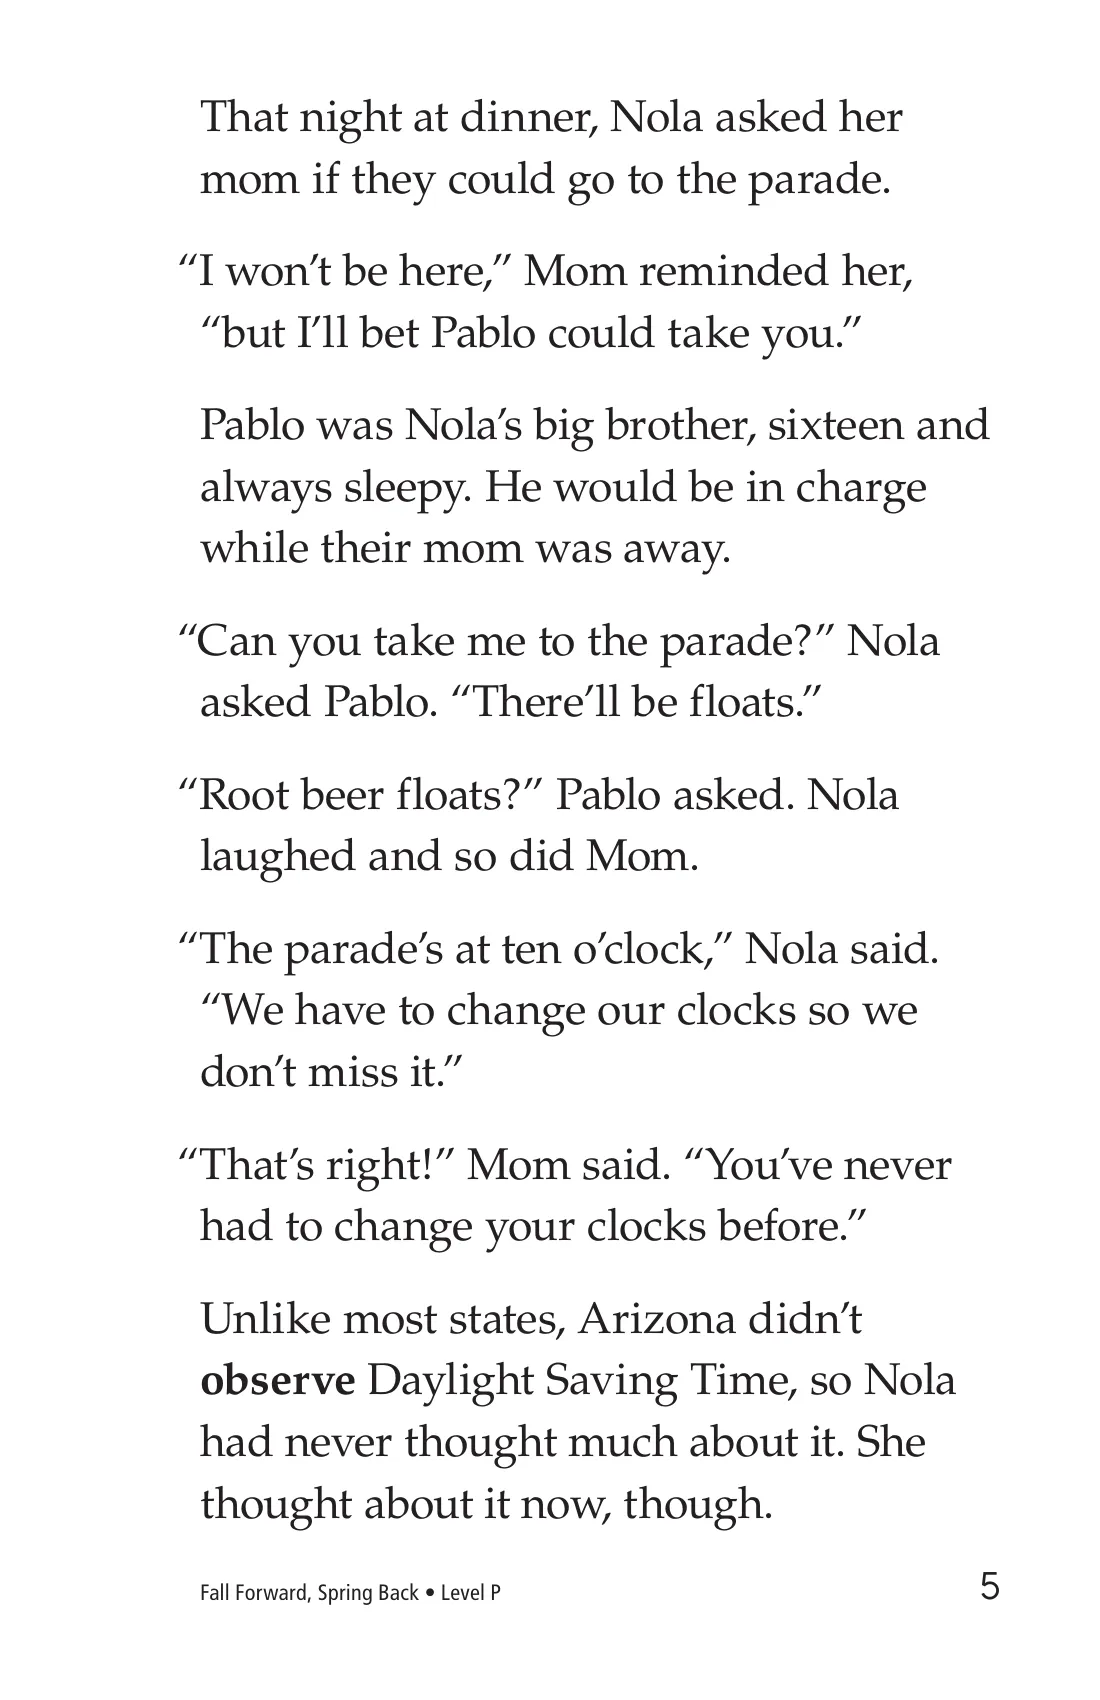 That night at dinner, Nola asked her
mom if they could go to the parade.
“I won’t be here,” Mom reminded her,
“but I’ll bet Pablo could take you.”
Pablo was Nola’s big brother, sixteen and
always sleepy. He would be in charge
while their mom was away.
“Can you take me to the parade?” Nola
asked Pablo. “There’ll be floats.”
“Root beer floats?” Pablo asked. Nola
laughed and so did Mom.
“The parade’s at ten o’clock,” Nola said.
“We have to change our clocks so we
don’t miss it.”
“That’s right!” Mom said. “You’ve never
had to change your clocks before.”
Unlike most states, Arizona didn’t
observe Daylight Saving Time, so Nola
had never thought much about it. She
thought about it now, though.
Fall Forward, Spring Back • Level P
5